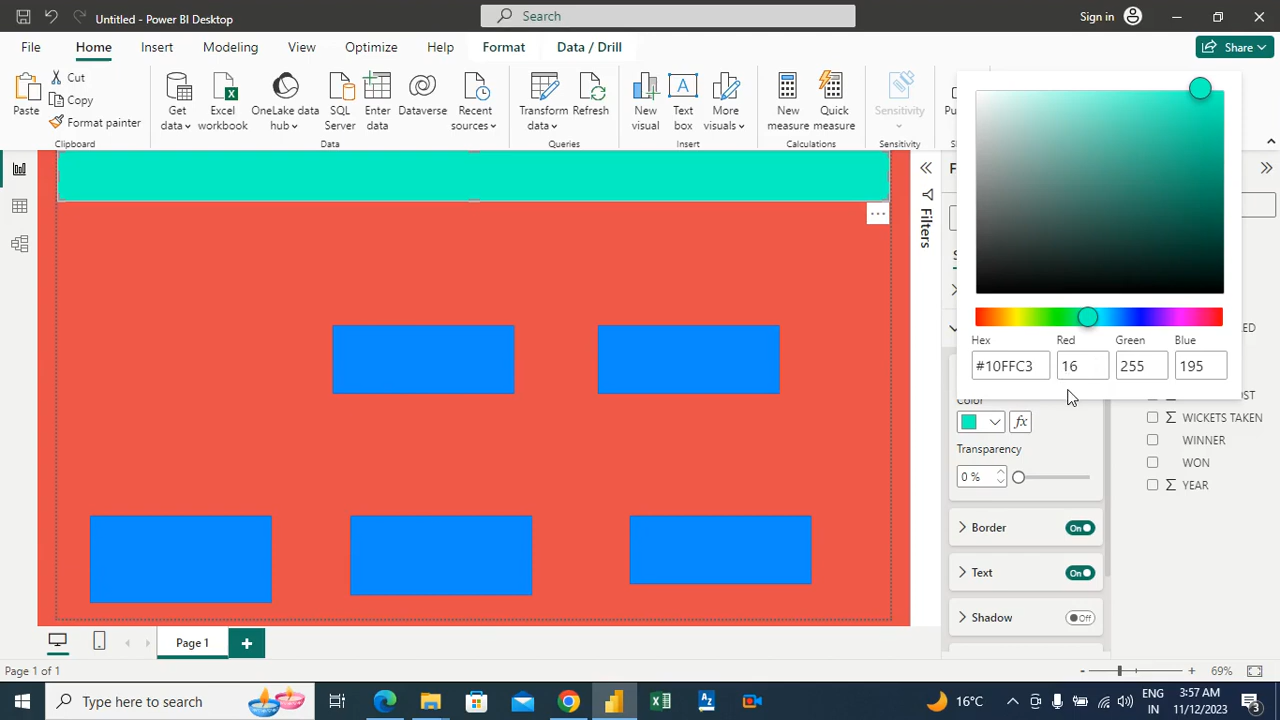 Untitled - Power BI Desktop
Search
Sign in
File
Home
Insert
Modeling
View
Optimize
Help
Format
Data / Drill
Share
Paste
Cut
Copy
Format painter
Clipboard
Get data
Excel workbook
OneLake data hub
SQL Server
Enter data
Dataverse
Recent sources
Data
Transform data
Refresh
Queries
New visual
Text box
More visuals
Insert
New measure
Quick measure
Calculations
Sensitivity
Sensitivity
Filters
Hex
Red
Green
Blue
#10FFC3
16
255
195
Color
fx
Transparency
0 %
Border
On
Text
On
Shadow
Off
WICKETS TAKEN
WINNER
WON
YEAR
Page 1
Page 1 of 1
- + 69%
Type here to search
16°C
ENG
IN
3:57 AM
11/12/2023
3